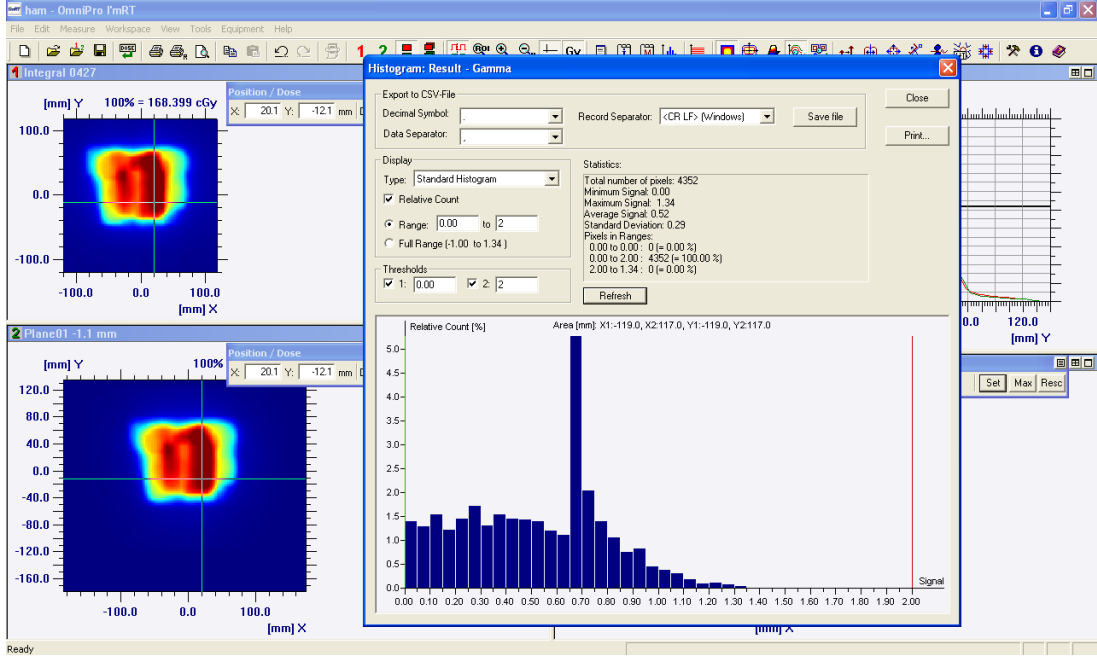 ham - OmniPro I'mRT
File Edit Measure Workspace View Tools Equipment Help
1 2 ROI Gy M
1 Integral 0427
[mm] Y 100% = 168.399 cGy
Position / Dose
X: 20.1 Y: -12.1 mm
100.0
0.0
-100.0
-100.0 0.0 100.0
[mm] X
2 Plane01 -1.1 mm
[mm] Y 100%
Position / Dose
X: 20.1 Y: -12.1 mm
120.0
80.0
40.0
0.0
-40.0
-80.0
-120.0
-160.0
-100.0 0.0 100.0
[mm] X
Histogram: Result - Gamma
Export to CSV-File
Decimal Symbol: .
Record Separator: <CR LF> (Windows)
Save file
Data Separator: ,
Close
Print...
Display
Type: Standard Histogram
Relative Count
Range: 0.00 to 2
Full Range (-1.00 to 1.34 )
Thresholds
1: 0.00 2: 2
Statistics:
Total number of pixels: 4352
Minimum Signal: 0.00
Maximum Signal: 1.34
Average Signal: 0.52
Standard Deviation: 0.29
Pixels in Ranges:
0.00 to 0.00 : 0 (= 0.00 %)
0.00 to 2.00 : 4352 (= 100.00 %)
2.00 to 1.34 : 0 (= 0.00 %)
Refresh
Relative Count [%]
Area [mm]: X1:-119.0, X2:117.0, Y1:-119.0, Y2:117.0
5.0
4.5
4.0
3.5
3.0
2.5
2.0
1.5
1.0
0.5
0.0
Signal
0.00 0.10 0.20 0.30 0.40 0.50 0.60 0.70 0.80 0.90 1.00 1.10 1.20 1.30 1.40 1.50 1.60 1.70 1.80 1.90 2.00
0.0 120.0
[mm] Y
Set Max Resc
[mm] X
Ready